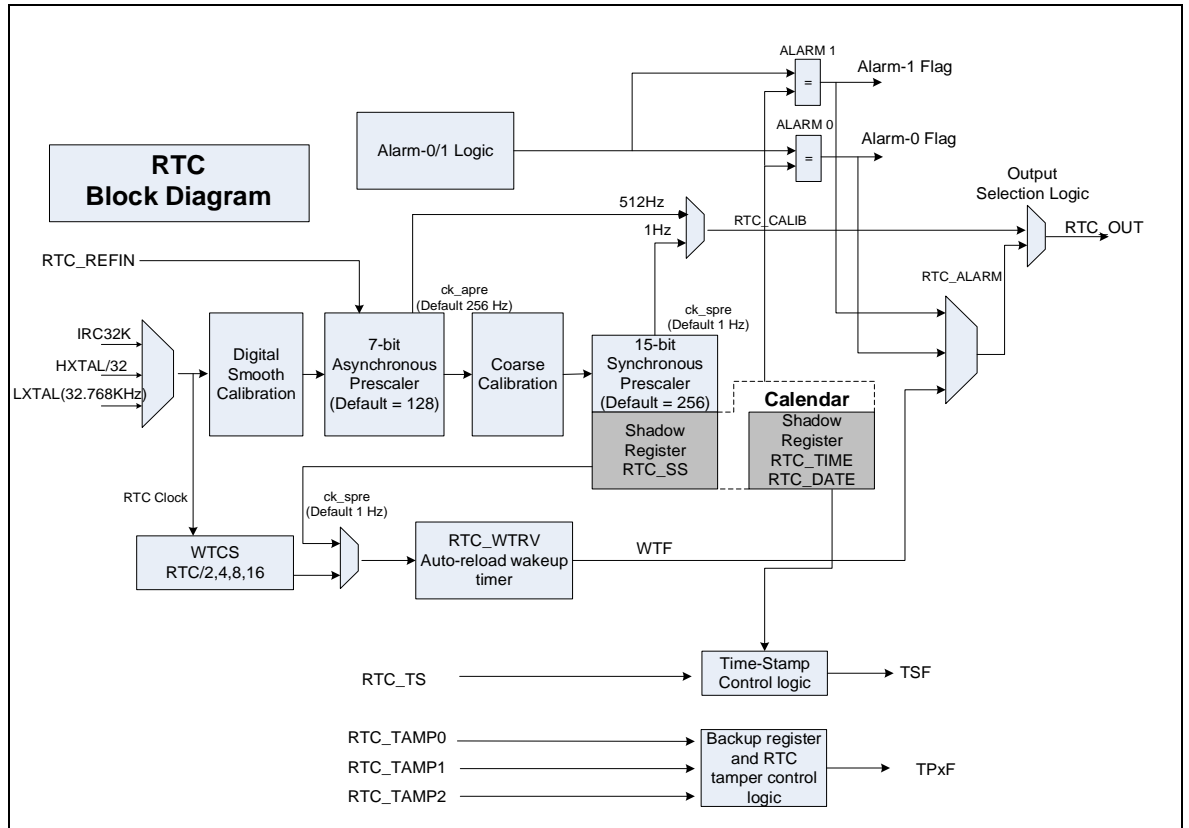 ALARM 1
Alarm-1 Flag
=
ALARM 0
Alarm-0 Flag
=
Alarm-0/1 Logic
RTC
Block Diagram
Output
Selection Logic
512Hz
RTC_CALIB
1Hz
RTC_OUT
RTC_REFIN
RTC_ALARM
ck_apre
(Default 256 Hz)
ck_spre
(Default 1 Hz)
IRC32K
HXTAL/32
LXTAL(32.768KHz)
Digital
Smooth
Calibration
7-bit
Asynchronous
Prescaler
(Default = 128)
Coarse
Calibration
15-bit
Synchronous
Prescaler
(Default = 256)
Calendar
Shadow
Register
RTC_SS
Shadow
Register
RTC_TIME
RTC_DATE
RTC Clock
ck_spre
(Default 1 Hz)
WTCS
RTC/2,4,8,16
RTC_WTRV
Auto-reload wakeup
timer
WTF
RTC_TS
Time-Stamp
Control logic
TSF
RTC_TAMP0
RTC_TAMP1
RTC_TAMP2
Backup register
and RTC
tamper control
logic
TPxF